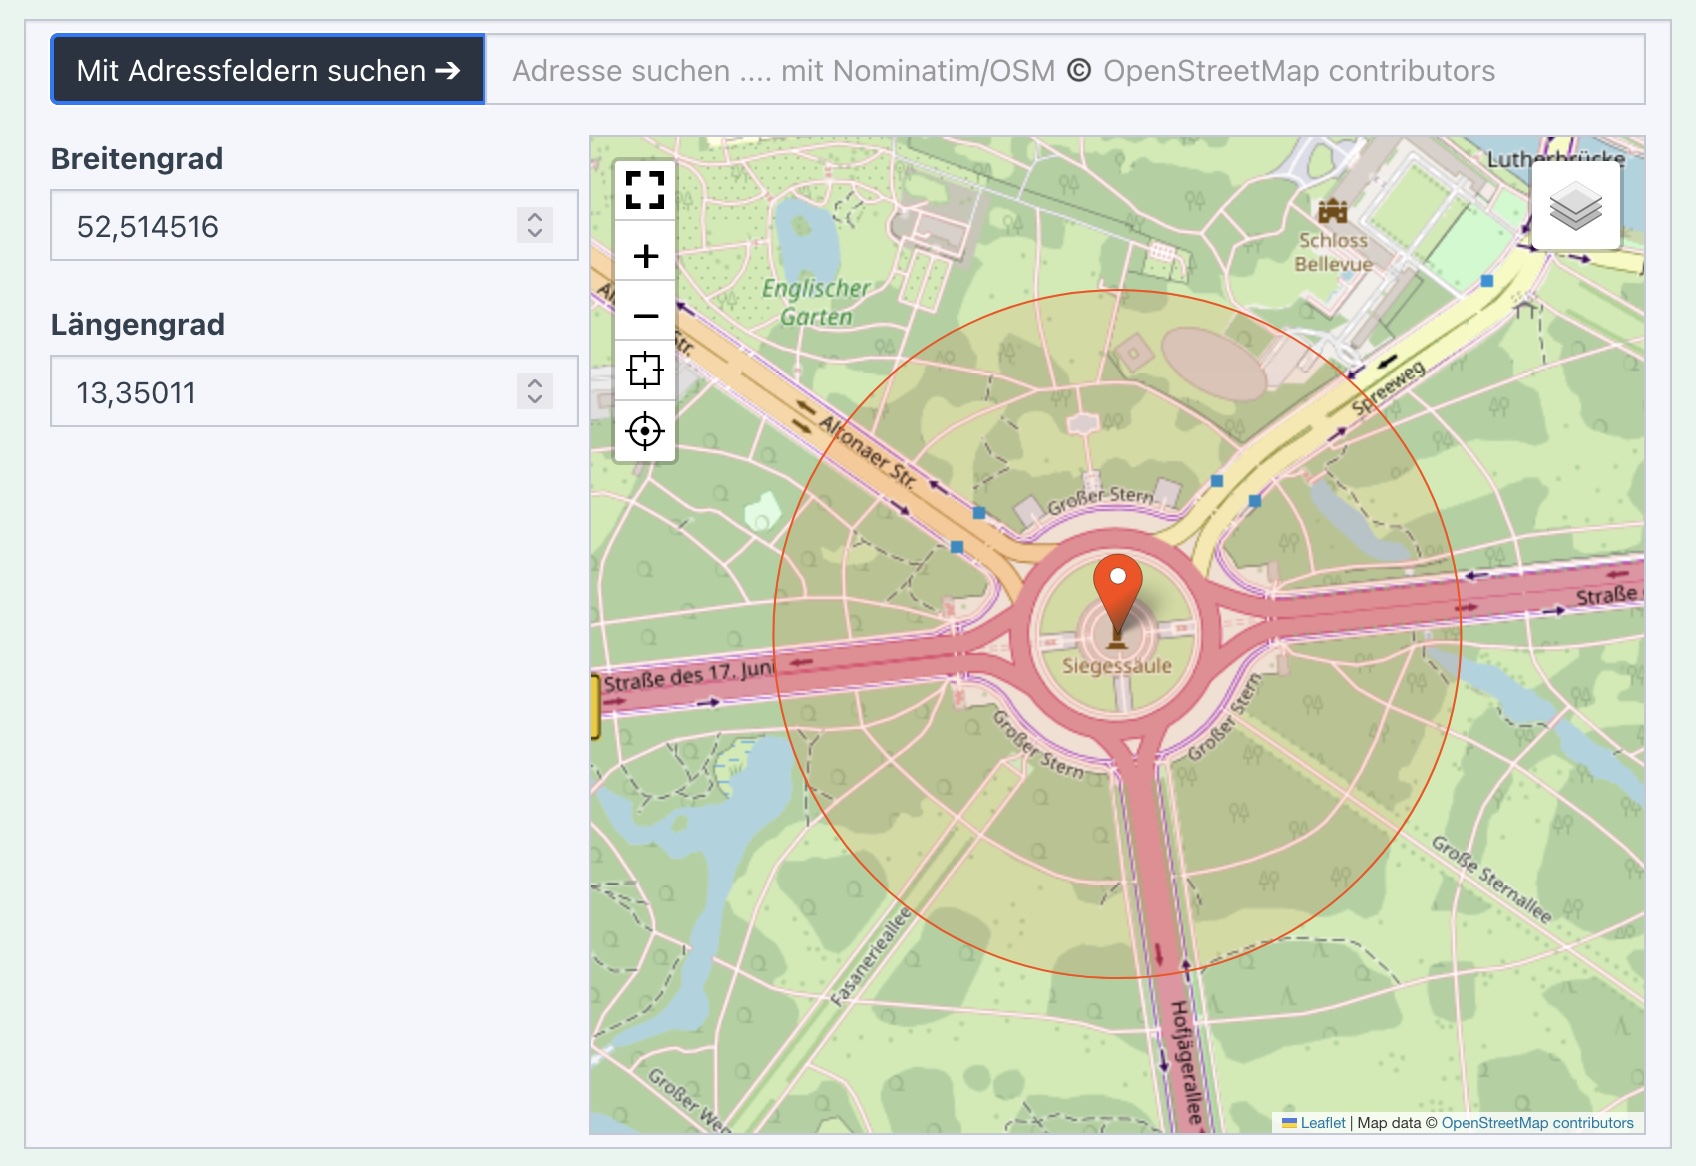 Mit Adressfeldern suchen ➔
Adresse suchen .... mit Nominatim/OSM © OpenStreetMap contributors
Breitengrad
52,514516
Längengrad
13,35011
Lutherbrücke
Schloss
Bellevue
Englischer
Garten
Str.
Altonaer Str.
Spreeweg
Großer Stern
Straße
Siegessäule
Straße des 17. Juni
Großer Stern
Großer Stern
Große Sternallee
Fasanerieallee
Hofjägerallee
Großer We
Leaflet | Map data © OpenStreetMap contributors